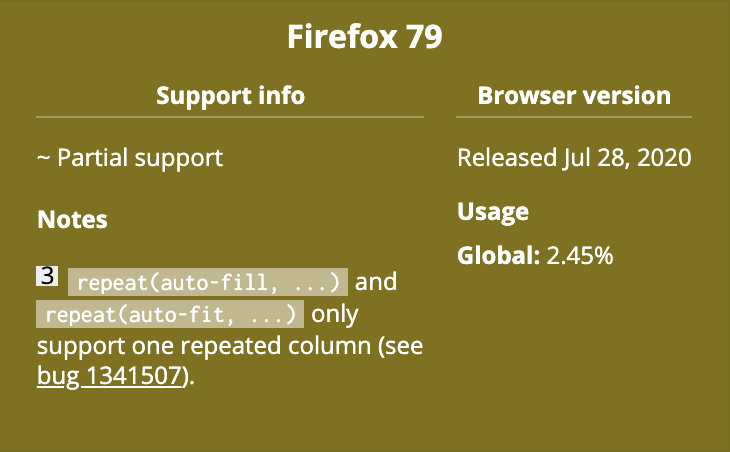 Firefox 79
Support info
~ Partial support
Notes
3 repeat(auto-fill, ...) and
repeat(auto-fit, ...) only
support one repeated column (see
bug 1341507).
Browser version
Released Jul 28, 2020
Usage
Global: 2.45%